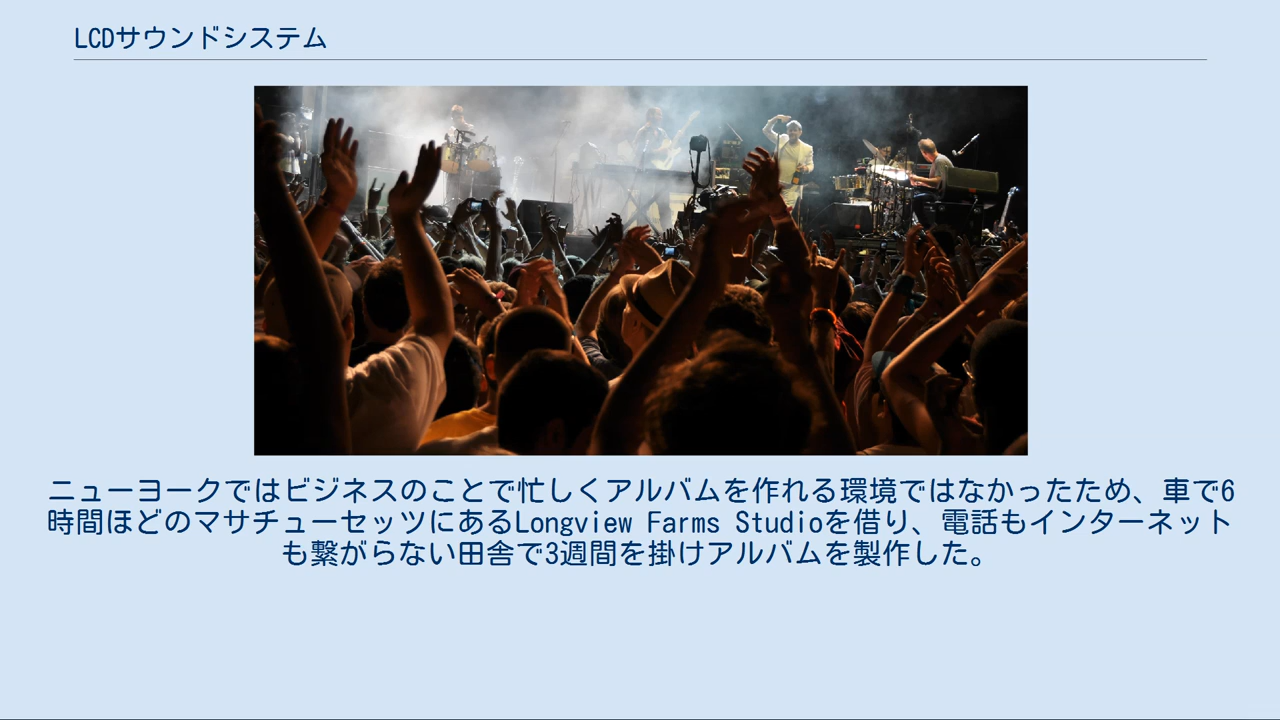 LCDサウンドシステム
ニューヨークではビジネスのことで忙しくアルバムを作れる環境ではなかったため、車で6
時間ほどのマサチューセッツにあるLongview Farms Studioを借り、電話もインターネット
も繋がらない田舎で3週間を掛けアルバムを製作した。